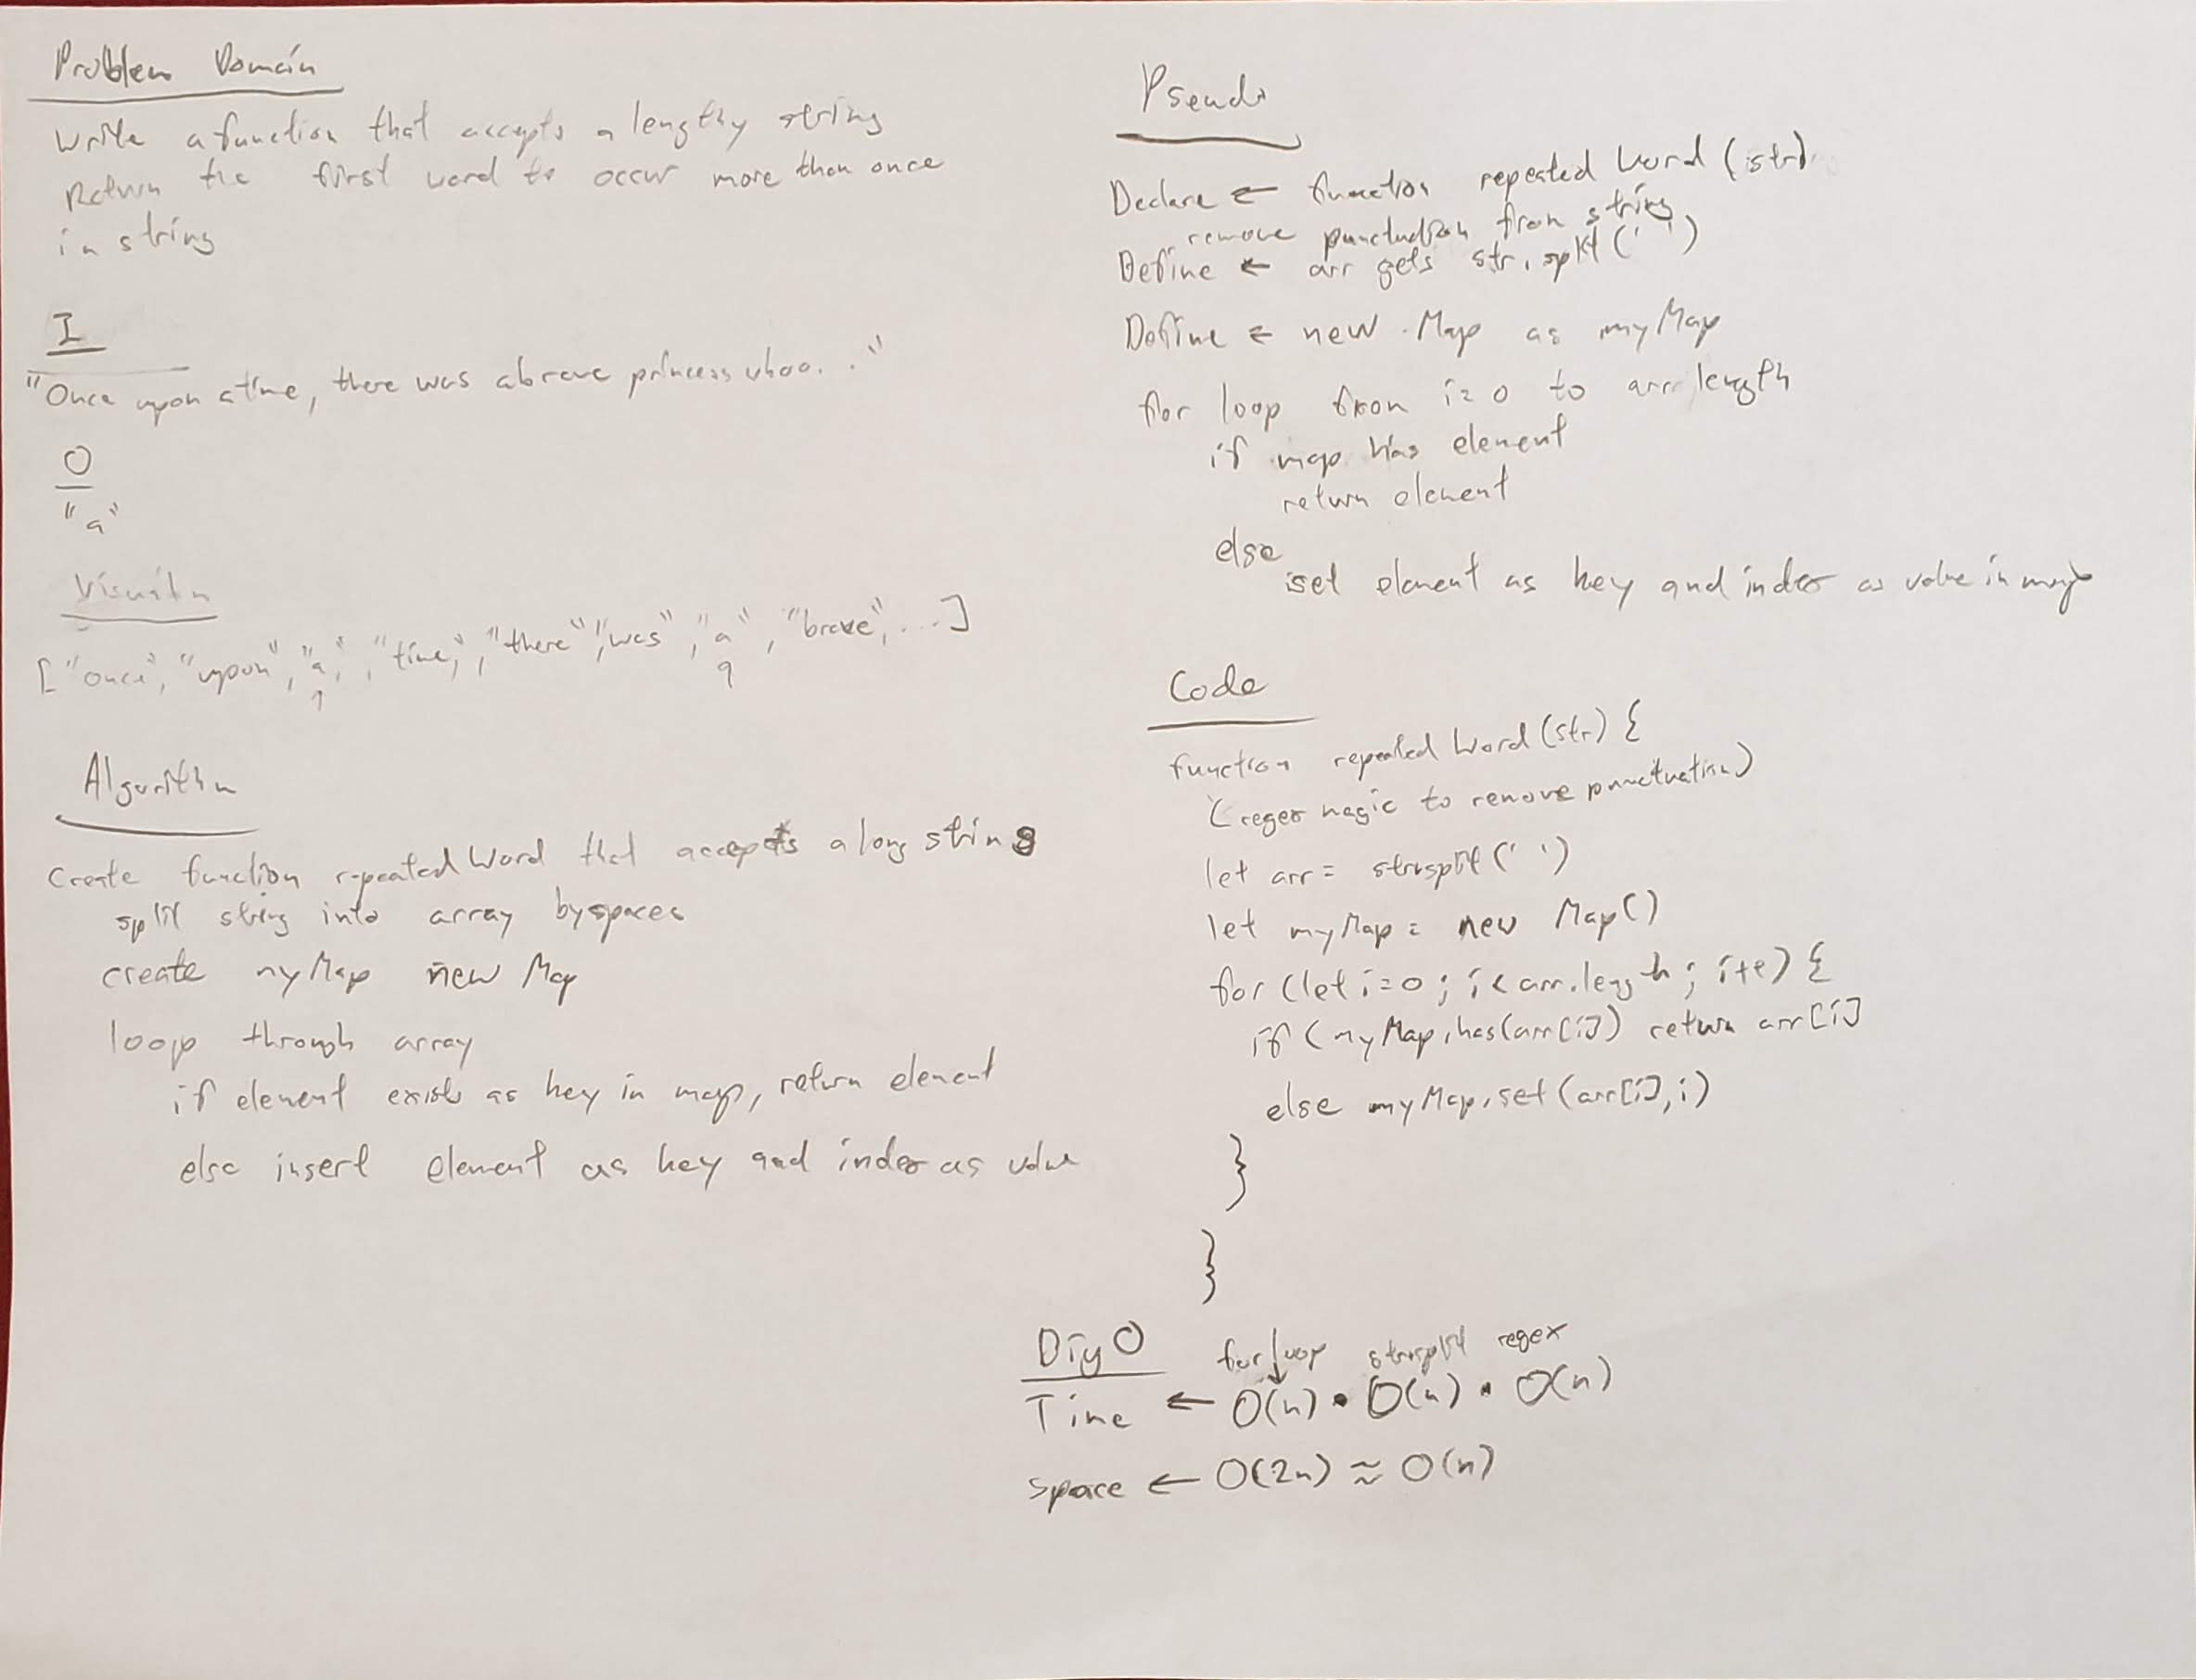 Problem Domain
Write a function that accepts a lengthy string
Return the first word to occur more than once
in string
I
"Once upon a time, there was a brave princess whoo..."
O
"a"
Visual
["once", "upon", "a", "time,", "there", "was", "a", "brave", ...]
Algorithm
Create function repeatedWord that accepts a long string
split string into array by spaces
create myMap new Map
loop through array
if element exists as key in map, return element
else insert element as key and index as value
Pseudo
Declare ← function repeatedWord (str)
remove punctuation from string
Define ← arr gets str.split(' ')
Define ← new Map as myMap
for loop from i=0 to arr length
if map has element
return element
else
set element as key and index as value in map
Code
function repeatedWord (str) {
(regex magic to remove punctuation)
let arr = str.split(' ')
let myMap = new Map()
for (let i=0; i < arr.length; i++) {
if (myMap.has(arr[i]) return arr[i]
else myMap.set(arr[i], i)
}
}
Big O
for loop str.split regex
Time ← O(n) • O(n) • O(n)
Space ← O(2n) ≈ O(n)